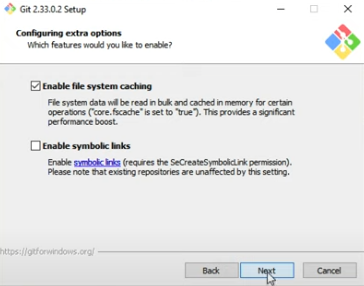 Git 2.33.0.2 Setup
Configuring extra options
Which features would you like to enable?
Enable file system caching
File system data will be read in bulk and cached in memory for certain
operations ("core.fscache" is set to "true"). This provides a significant
performance boost.
Enable symbolic links
Enable symbolic links (requires the SeCreateSymbolicLink permission).
Please note that existing repositories are unaffected by this setting.
https://gitforwindows.org/
Back Next Cancel